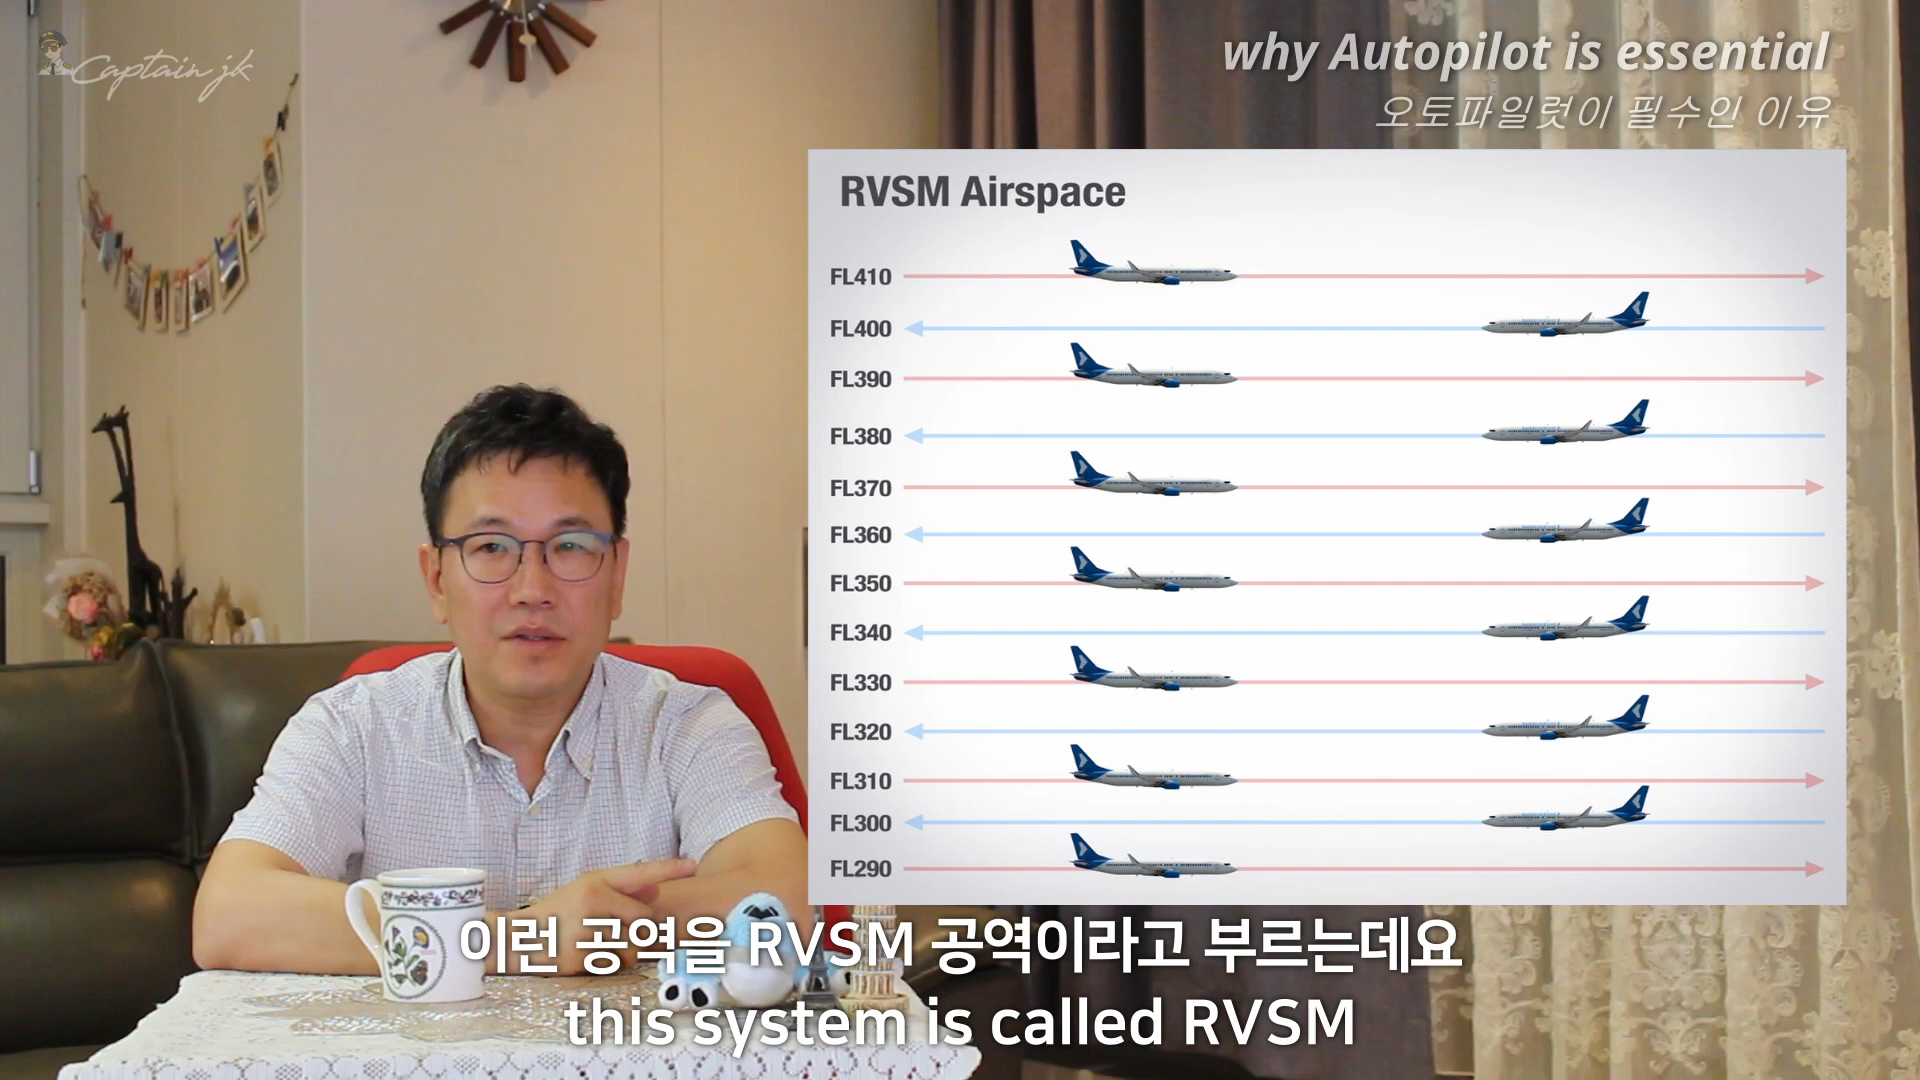 Captain jk
why Autopilot is essential
오토파일럿이 필수인 이유
RVSM Airspace
FL410
FL400
FL390
FL380
FL370
FL360
FL350
FL340
FL330
FL320
FL310
FL300
FL290
이런 공역을 RVSM 공역이라고 부르는데요
this system is called RVSM